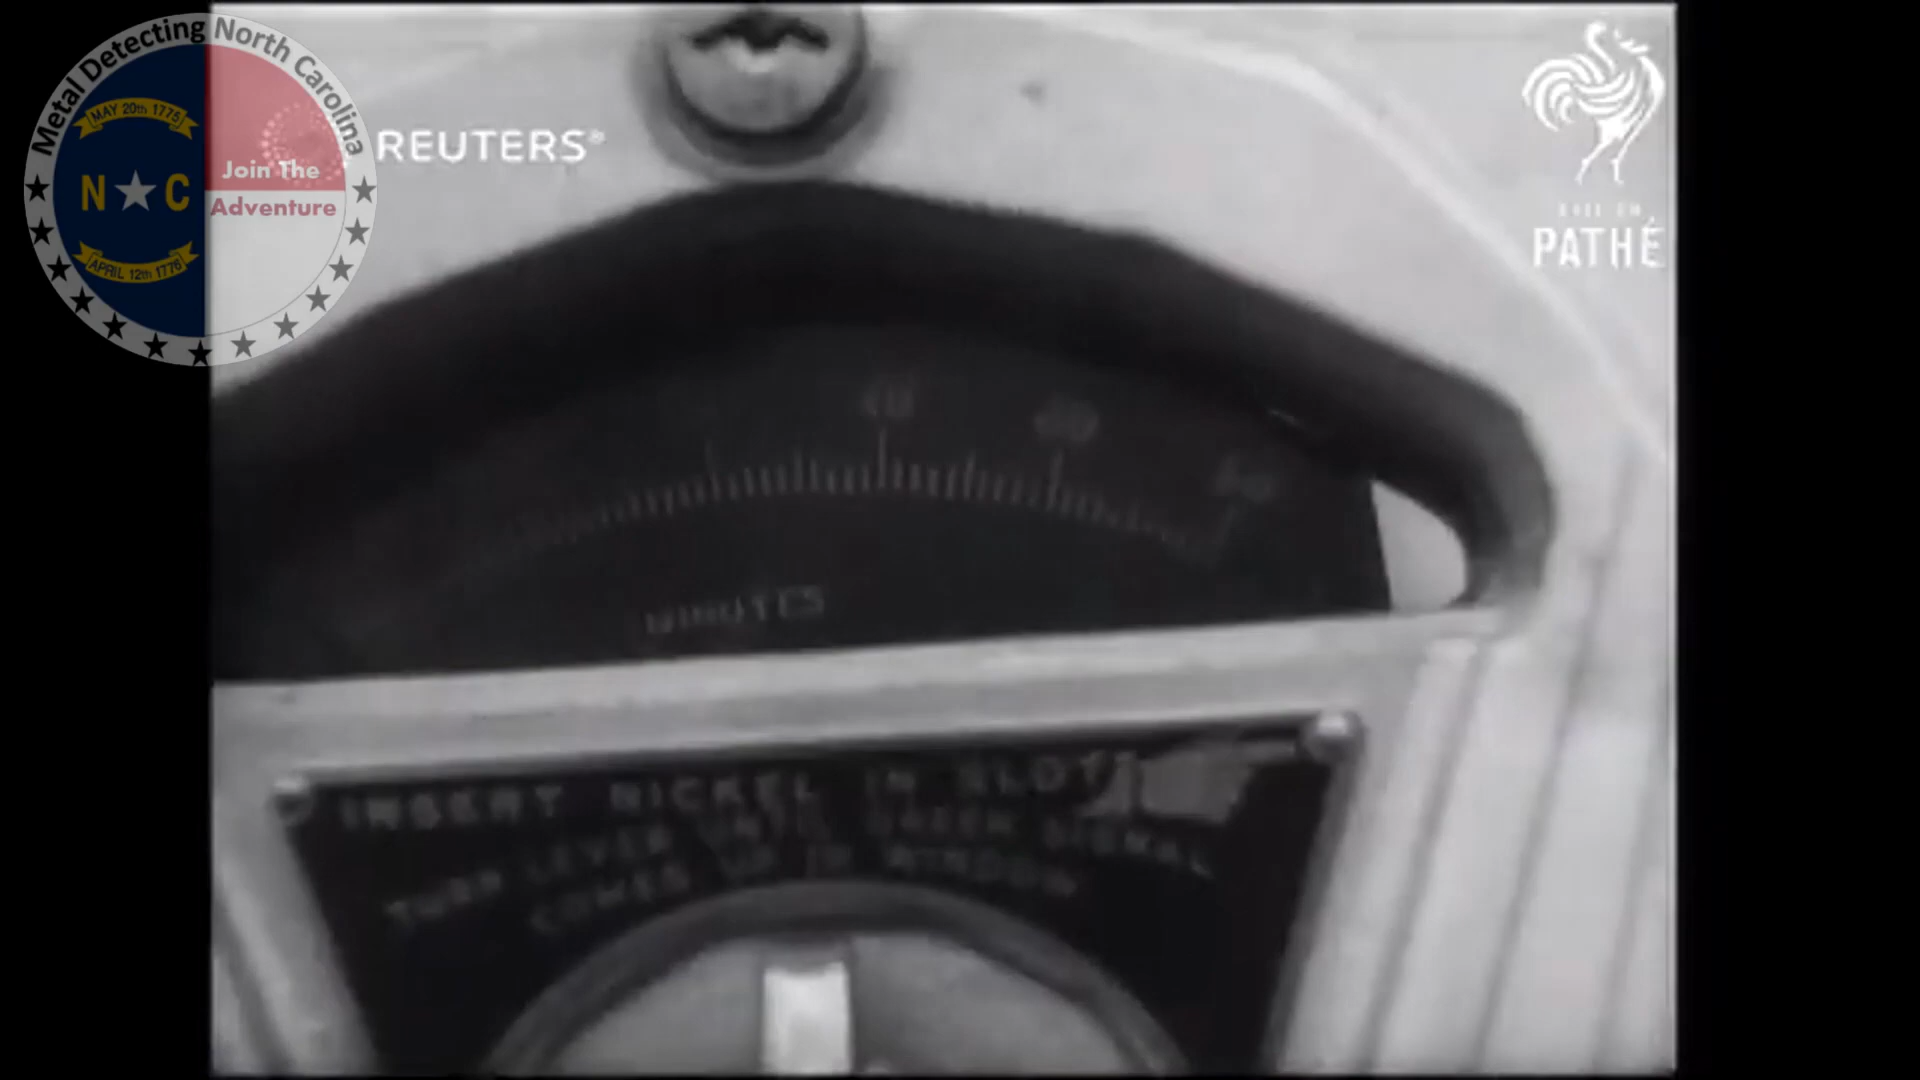 Metal Detecting North Carolina
MAY 20th 1775
N C
Join The
Adventure
APRIL 12th 1776
REUTERS®
PATHÉ
40
MINUTES
INSERT NICKEL IN SLOT
TURN LEVER UNTIL GREEN SIGNAL
COMES UP IN WINDOW